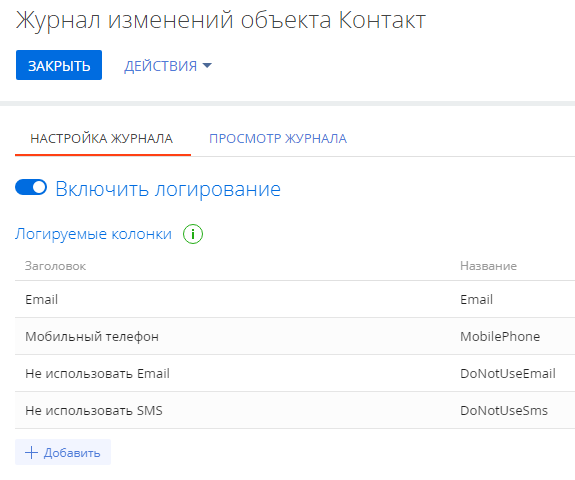 Журнал изменений объекта Контакт
ЗАКРЫТЬ ДЕЙСТВИЯ
НАСТРОЙКА ЖУРНАЛА ПРОСМОТР ЖУРНАЛА
Включить логирование
Логируемые колонки i
Заголовок Название
Email Email
Мобильный телефон MobilePhone
Не использовать Email DoNotUseEmail
Не использовать SMS DoNotUseSms
+ Добавить